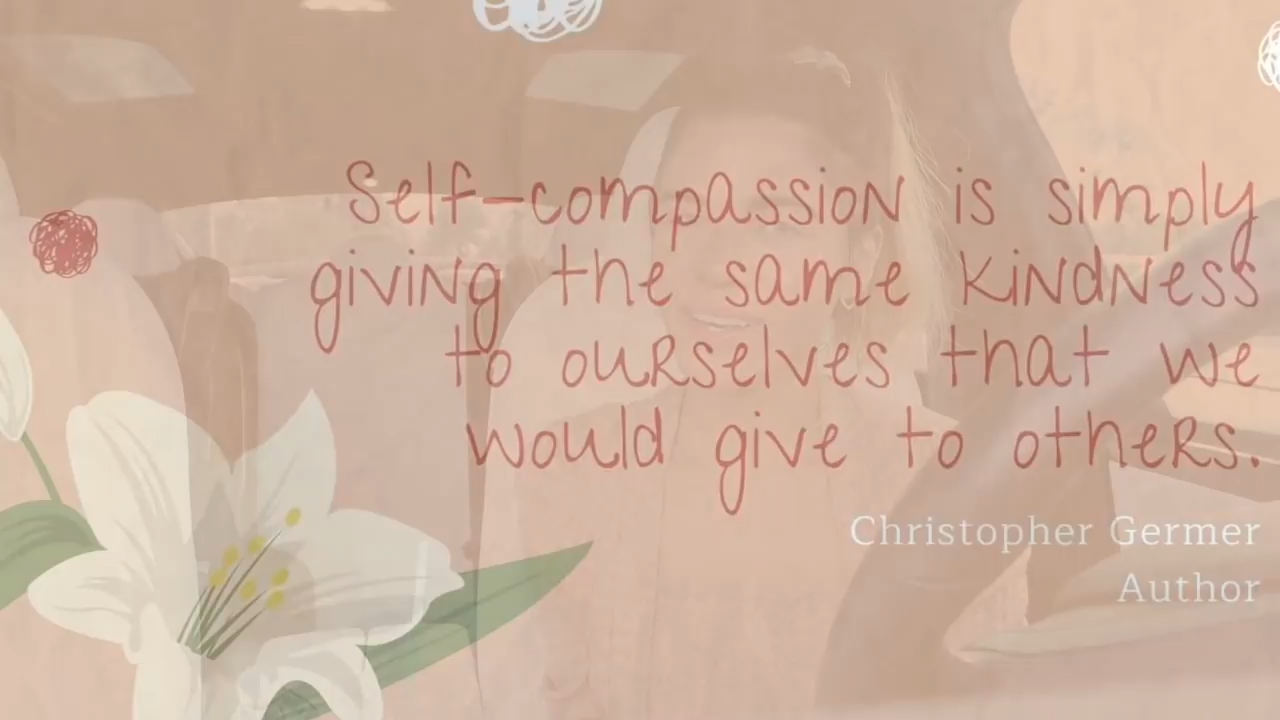 Self-compassion is simply
giving the same kindness
to ourselves that we
would give to others.
Christopher Germer
Author